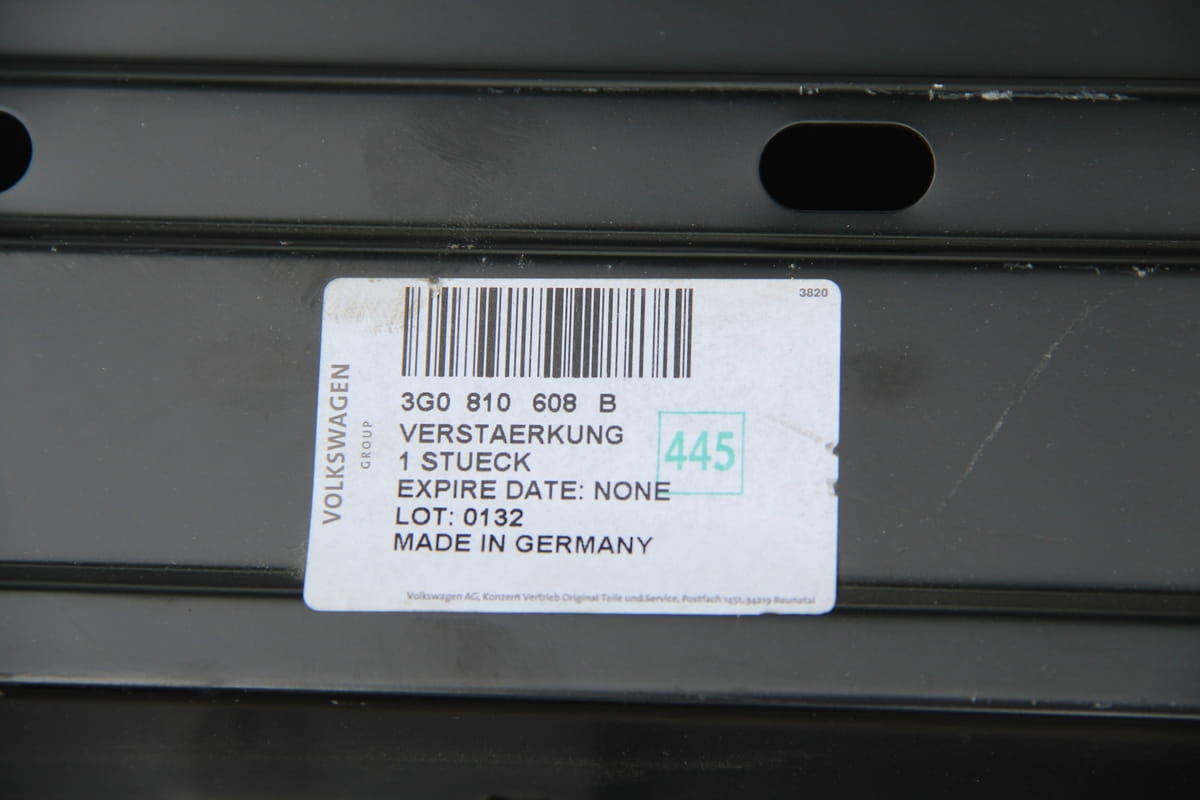 3820
VOLKSWAGEN
GROUP
3G0 810 608 B
VERSTAERKUNG
445
1 STUECK
EXPIRE DATE: NONE
LOT: 0132
MADE IN GERMANY
Volkswagen AG, Konzern Vertrieb Original Teile und Service, Postfach 1451, 34219 Baunatal